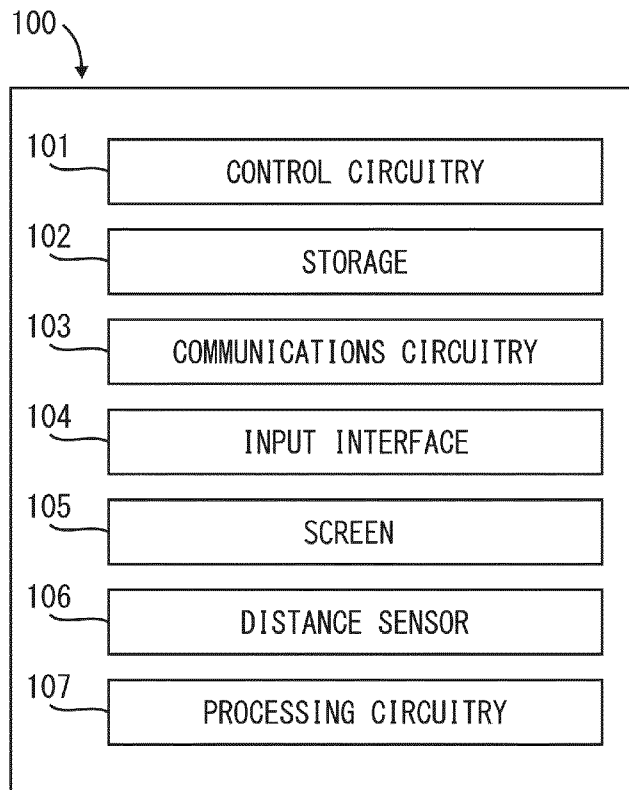 100
101
CONTROL CIRCUITRY
102
STORAGE
103
COMMUNICATIONS CIRCUITRY
104
INPUT INTERFACE
105
SCREEN
106
DISTANCE SENSOR
107
PROCESSING CIRCUITRY